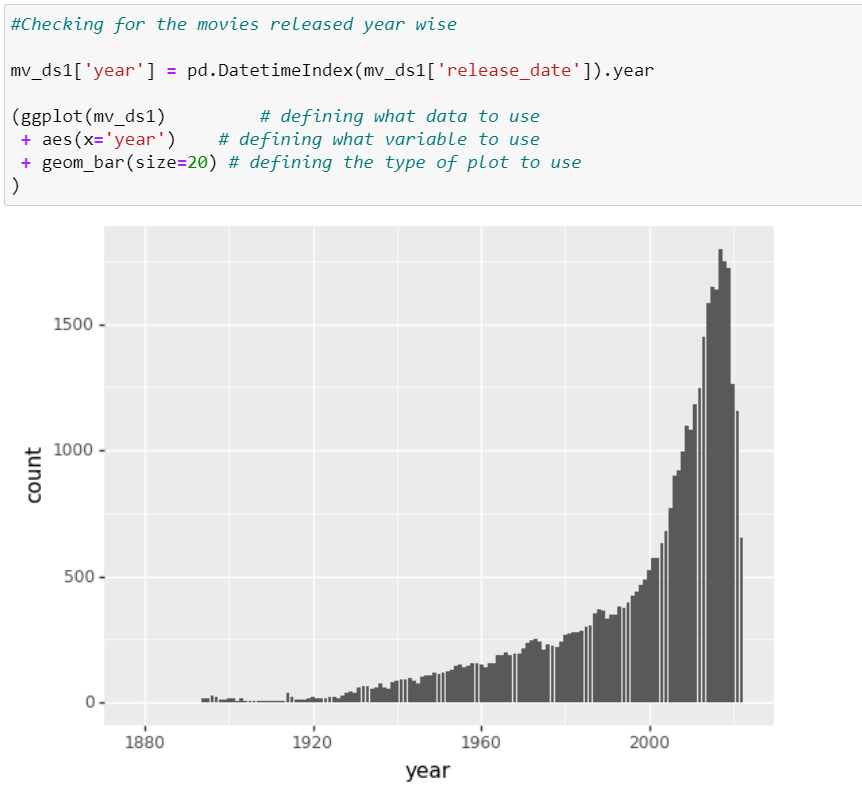 #Checking for the movies released year wise
mv_ds1['year'] = pd.DatetimeIndex(mv_ds1['release_date']).year
(ggplot(mv_ds1)         # defining what data to use
 + aes(x='year')    # defining what variable to use
 + geom_bar(size=20) # defining the type of plot to use
)
1500
1000
count
500
0
1880 1920 1960 2000
year